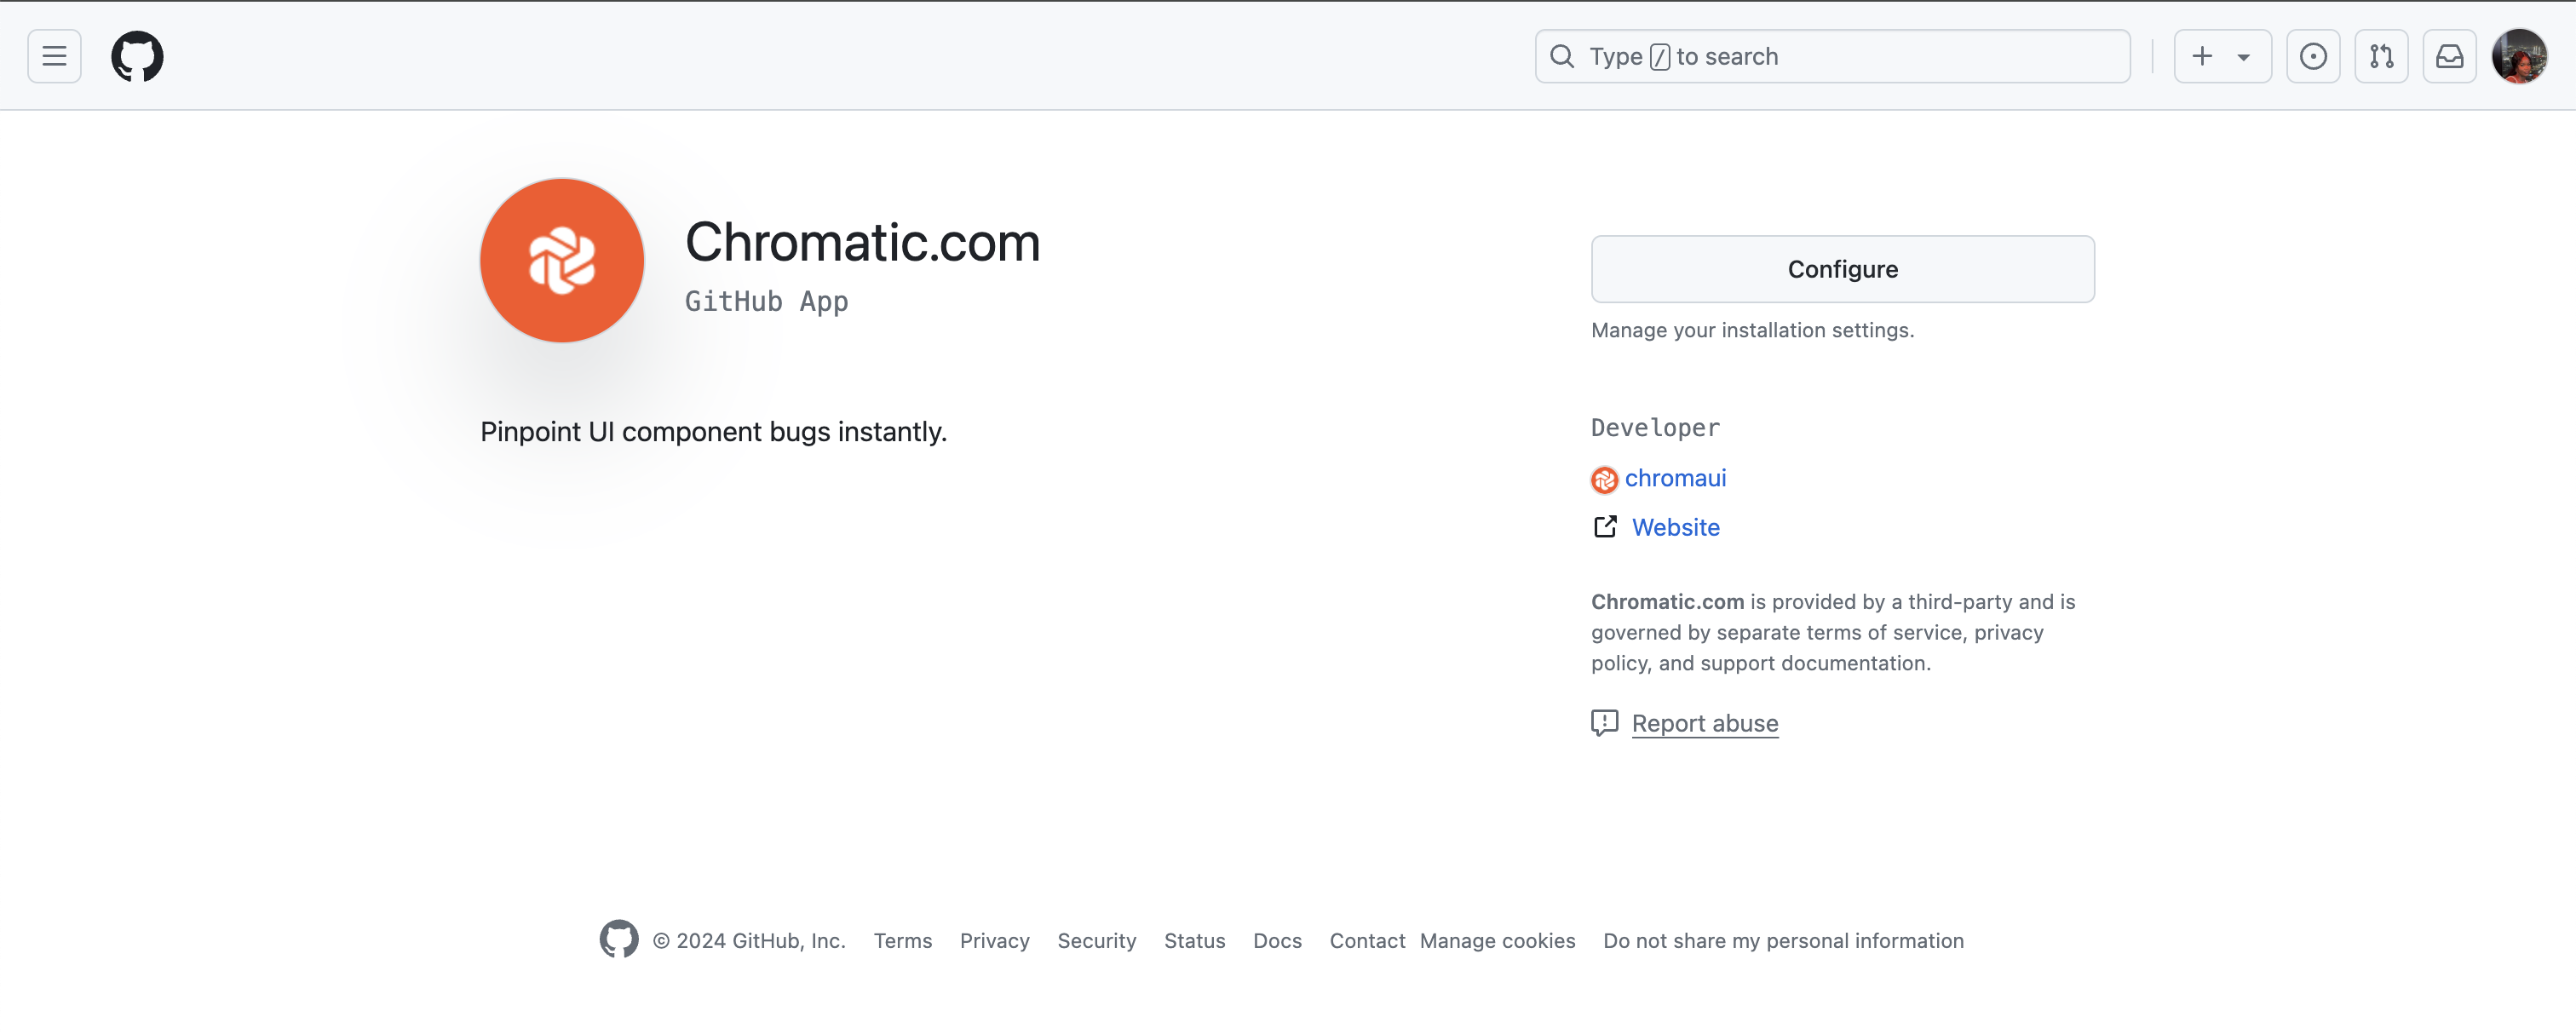 Type / to search
Chromatic.com
GitHub App
Pinpoint UI component bugs instantly.
Configure
Manage your installation settings.
Developer
chromaui
Website
Chromatic.com is provided by a third-party and is
governed by separate terms of service, privacy
policy, and support documentation.
Report abuse
© 2024 GitHub, Inc. Terms Privacy Security Status Docs Contact Manage cookies Do not share my personal information